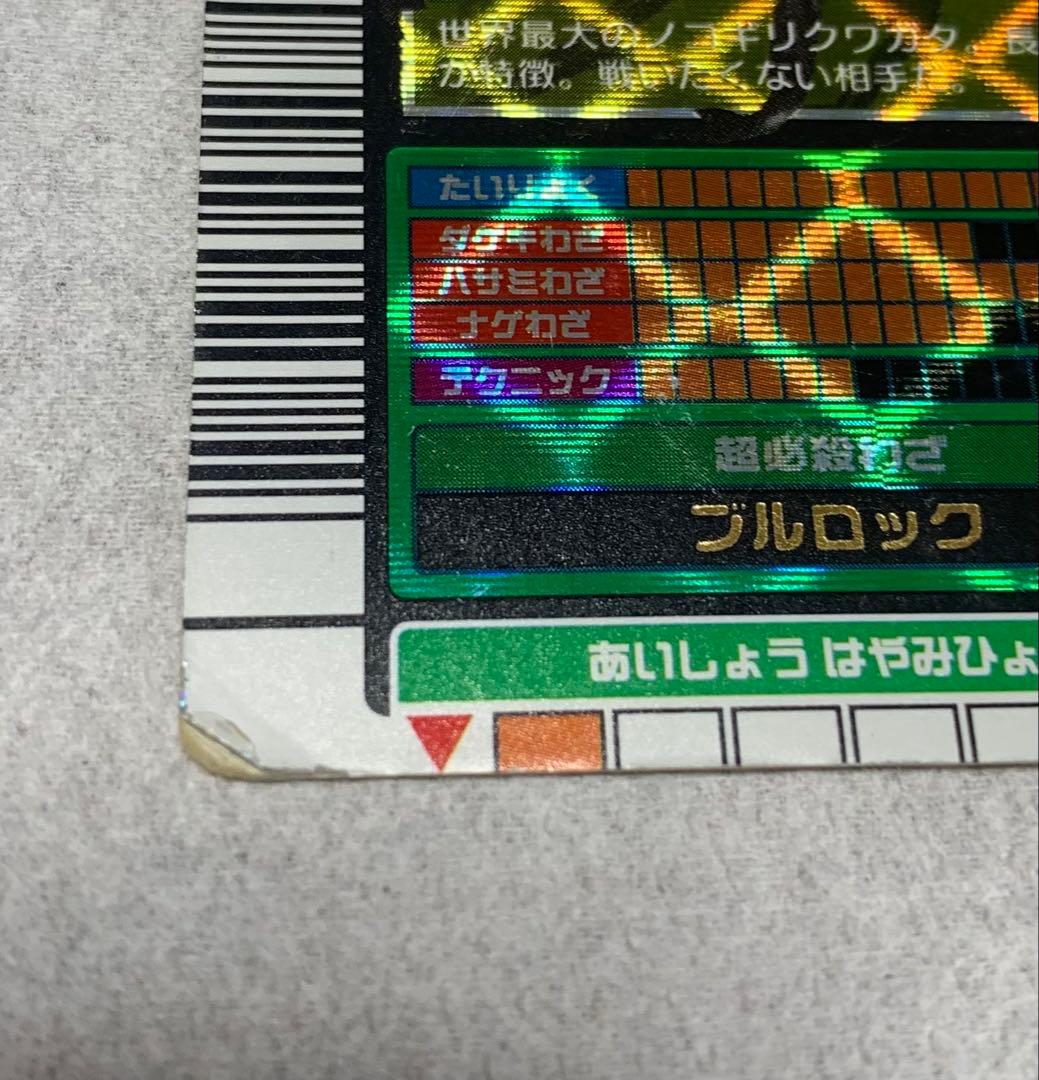 世界最大のノコギリクワガタ。長
が特徴。戦いたくない相手だ。
たいりょく
ダゲキわざ
ハサミわざ
ナゲわざ
テクニック
超必殺わざ
ブルロック
あいしょう はやみひょ